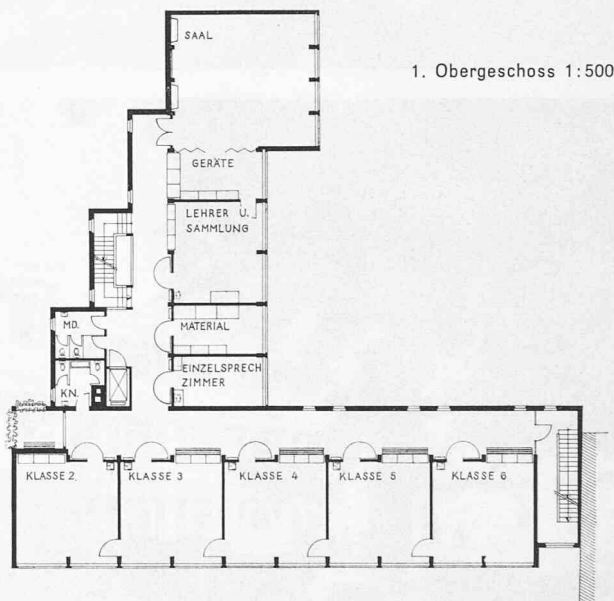 1. Obergeschoss 1:500
SAAL
GERÄTE
LEHRER U.
SAMMLUNG
MD.
MATERIAL
EINZELSPRECH
ZIMMER
KN.
KLASSE 2.
KLASSE 3
KLASSE 4
KLASSE 5
KLASSE 6